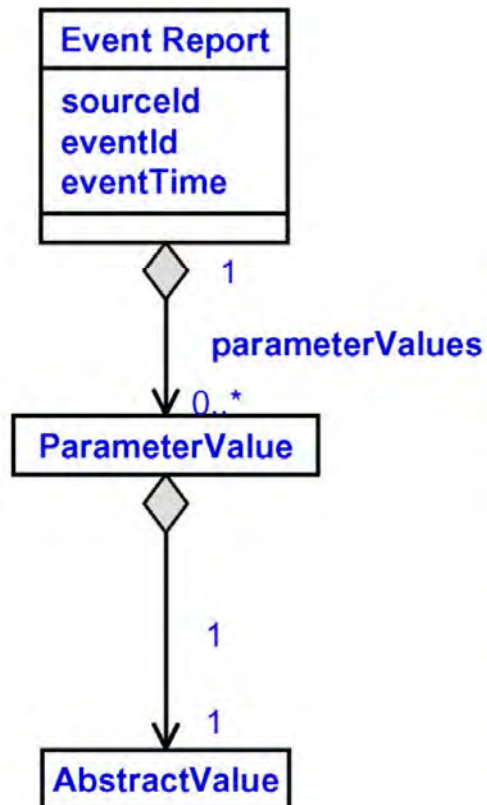 Event Report
sourceId
eventId
eventTime
1
parameterValues
0..*
ParameterValue
1
1
AbstractValue